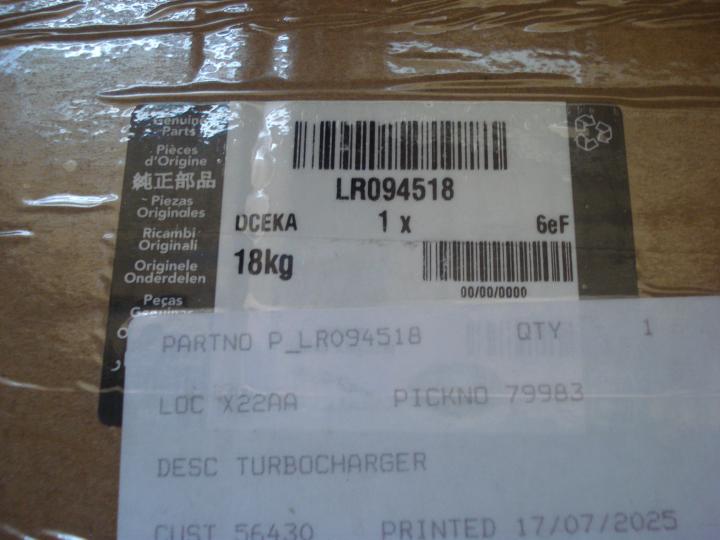 Genuine
Parts
Pièces
d'Origine
純正部品
Piezas
Originales
Ricambi
Originali
Originele
Onderdelen
Peças
LR094518
DCEKA 1 x 6eF
18kg
00/00/0000
PARTNO P_LR094518 QTY 1
LOC X22AA PICKNO 79983
DESC TURBOCHARGER
CUST 56430 PRINTED 17/07/2025